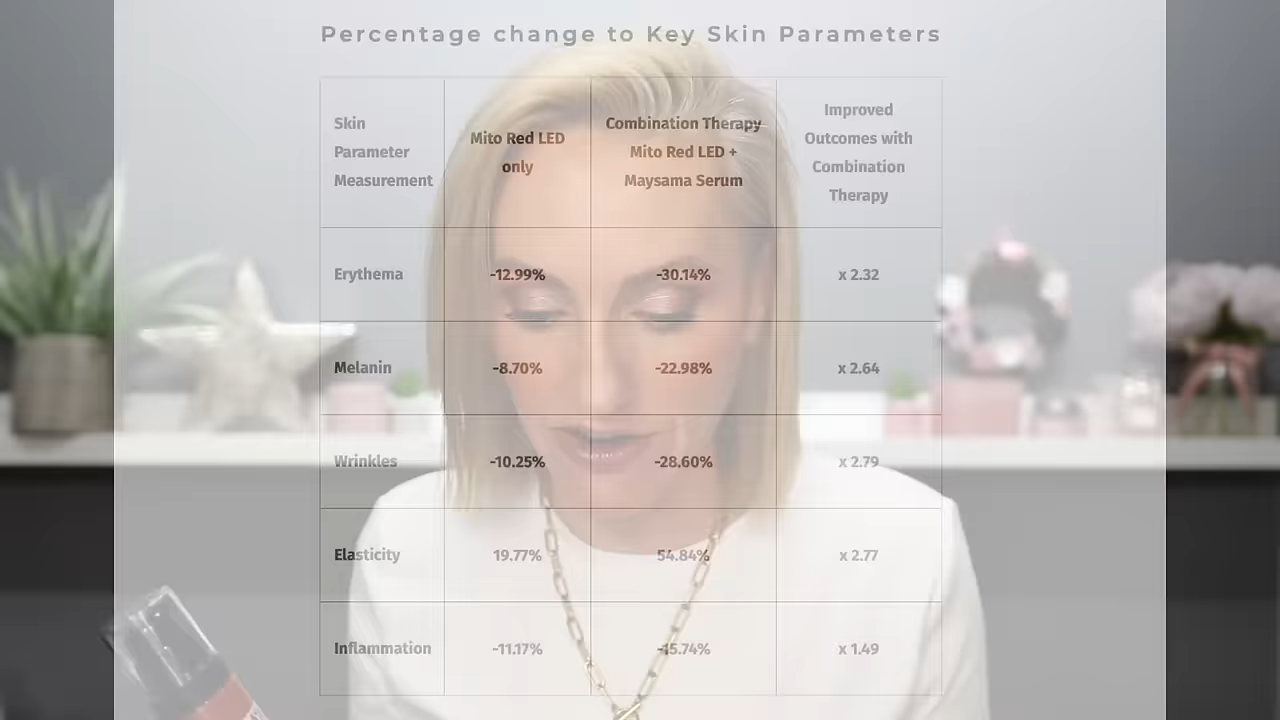 Percentage change to Key Skin Parameters
Skin
Parameter
Measurement
Mito Red LED
only
Combination Therapy
Mito Red LED +
Maysama Serum
Improved
Outcomes with
Combination
Therapy
Erythema
-12.99%
-30.14%
x 2.32
Melanin
-8.70%
-22.98%
x 2.64
Wrinkles
-10.25%
-28.60%
x 2.79
Elasticity
19.77%
54.84%
x 2.77
Inflammation
-11.17%
-15.74%
x 1.49